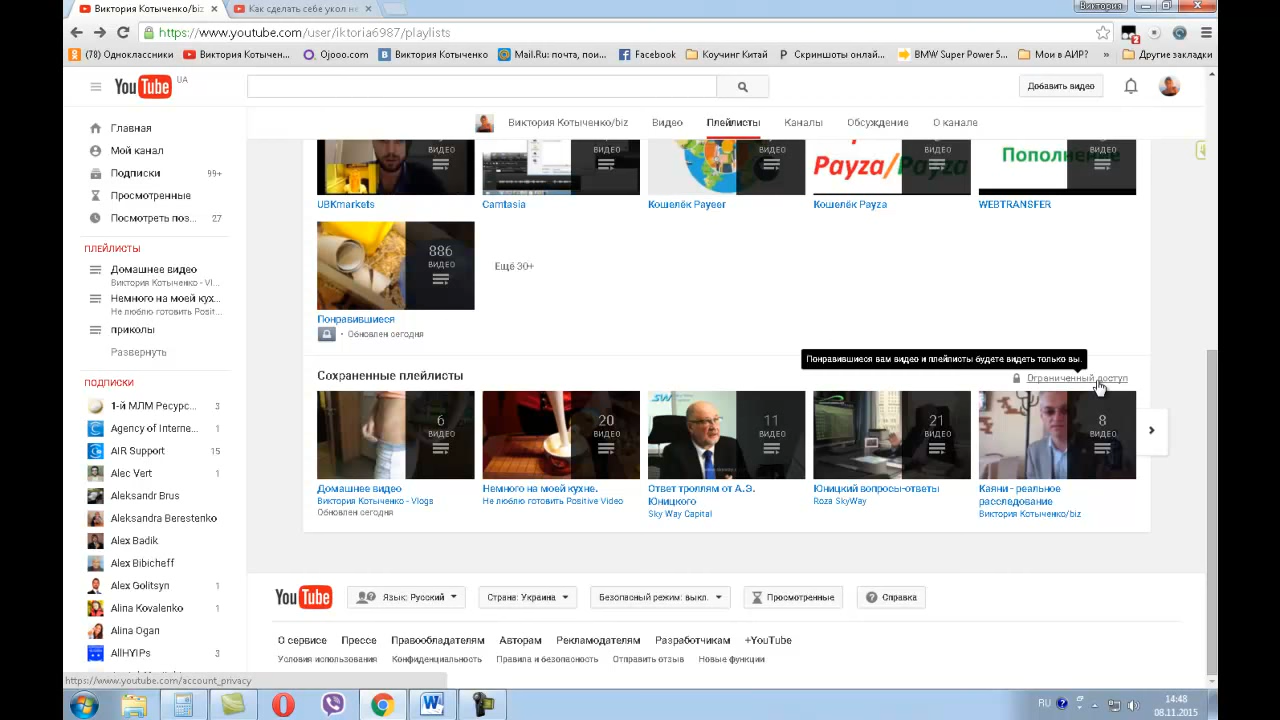 Виктория Котыченко/biz
Как сделать себе укол не
Виктория
https://www.youtube.com/user/iktoria6987/playlists
(78) Одноклассники
Виктория Котычен...
Ojooo.com
Виктория Котычен...
Mail.Ru: почта, пои...
Facebook
Коучинг Китай
Скриншоты онлай...
BMW Super Power 5...
Мои в АИР?
»
Другие закладки
YouTube UA
Добавить видео
Виктория Котыченко/biz
Видео
Плейлисты
Каналы
Обсуждение
О канале
Главная
Мой канал
Подписки 99+
Просмотренные
Посмотреть поз... 27
ПЛЕЙЛИСТЫ
Домашнее видео
Виктория Котыченко - Vl...
Немного на моей кух...
Не люблю готовить Posit...
приколы
Развернуть
ПОДПИСКИ
1-й МЛМ Ресурс... 3
Agency of Interne... 1
AIR Support 15
Alec Vert 1
Aleksandr Brus
Aleksandra Berestenko
Alex Badik
Alex Bibicheff
Alex Golitsyn 1
Alina Kovalenko 1
Alina Ogan
AllHYIPs 3
ВИДЕО
ВИДЕО
ВИДЕО
Payza/Payza
ВИДЕО
Пополнение
ВИДЕО
UBKmarkets
Camtasia
Кошелёк Payeer
Кошелёк Payza
WEBTRANSFER
886
ВИДЕО
Ещё 30+
Понравившиеся
• Обновлен сегодня
Понравившиеся вам видео и плейлисты будете видеть только вы.
Сохраненные плейлисты
Ограниченный доступ
6
ВИДЕО
20
ВИДЕО
SW
11
ВИДЕО
21
ВИДЕО
8
ВИДЕО
Домашнее видео
Виктория Котыченко - Vlogs
Обновлен сегодня
Немного на моей кухне.
Не люблю готовить Positive Video
Ответ троллям от А.Э.
Юницкого
Sky Way Capital
Юницкий вопросы-ответы
Roza SkyWay
Каяни - реальное
расследование
Виктория Котыченко/biz
YouTube
Язык: Русский
Страна: Украина
Безопасный режим: выкл.
Просмотренные
Справка
О сервисе
Прессе
Правообладателям
Авторам
Рекламодателям
Разработчикам
+YouTube
Условия использования
Конфиденциальность
Правила и безопасность
Отправить отзыв
Новые функции
https://www.youtube.com/account_privacy
RU
14:48
08.11.2015